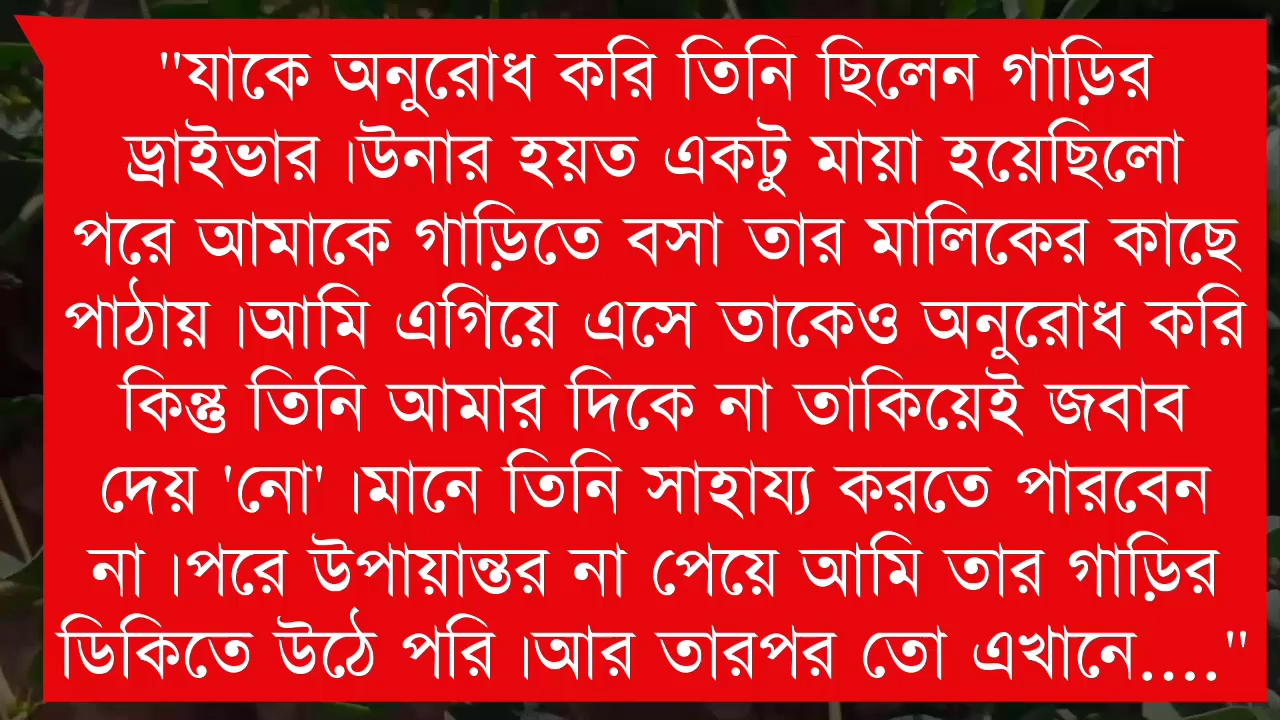 "যাকে অনুরোধ করি তিনি ছিলেন গাড়ির
ড্রাইভার।উনার হয়ত একটু মায়া হয়েছিলো
পরে আমাকে গাড়িতে বসা তার মালিকের কাছে
পাঠায়।আমি এগিয়ে এসে তাকেও অনুরোধ করি
কিন্তু তিনি আমার দিকে না তাকিয়েই জবাব
দেয় 'নো'।মানে তিনি সাহায্য করতে পারবেন
না।পরে উপায়ান্তর না পেয়ে আমি তার গাড়ির
ডিকিতে উঠে পরি।আর তারপর তো এখানে...."